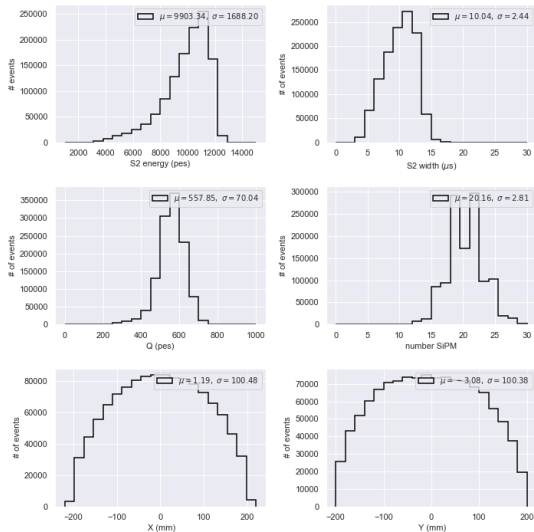 μ = 9903.34, σ = 1688.20
# of events
250000
200000
150000
100000
50000
0
2000 4000 6000 8000 10000 12000 14000
S2 energy (pes)
μ = 10.04, σ = 2.44
# of events
250000
200000
150000
100000
50000
0
0 5 10 15 20 25 30
S2 width (μs)
μ = 557.85, σ = 70.04
# of events
350000
300000
250000
200000
150000
100000
50000
0
0 200 400 600 800 1000
Q (pes)
μ = 20.16, σ = 2.81
# of events
300000
250000
200000
150000
100000
50000
0
0 5 10 15 20 25 30
number SiPM
μ = 1.19, σ = 100.48
# of events
80000
60000
40000
20000
0
−200 −100 0 100 200
X (mm)
μ = −3.08, σ = 100.38
# of events
70000
60000
50000
40000
30000
20000
10000
0
−200 −100 0 100 200
Y (mm)